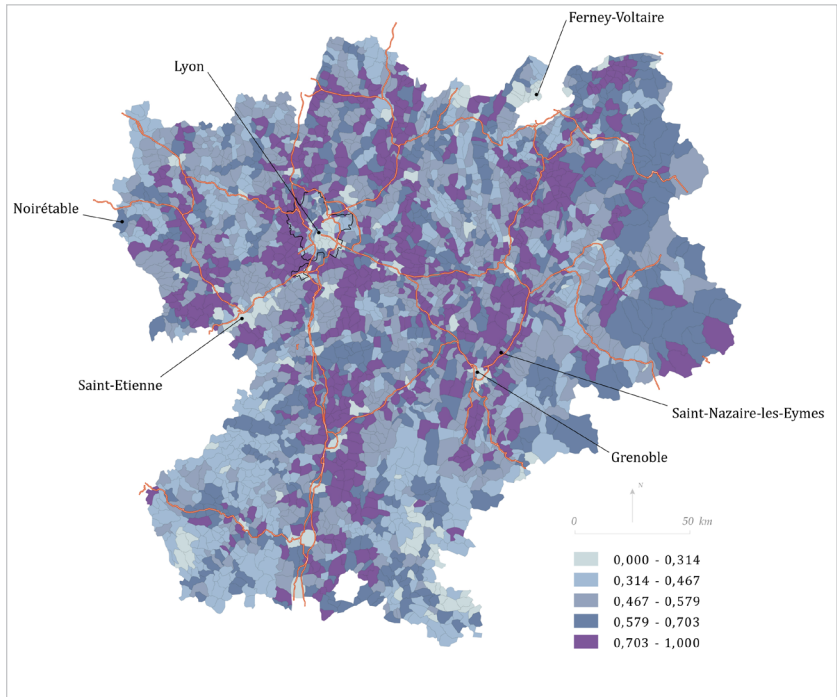 Ferney-Voltaire
Lyon
Noirétable
Saint-Etienne
Saint-Nazaire-les-Eymes
Grenoble
N
0 50 km
0,000 - 0,314
0,314 - 0,467
0,467 - 0,579
0,579 - 0,703
0,703 - 1,000